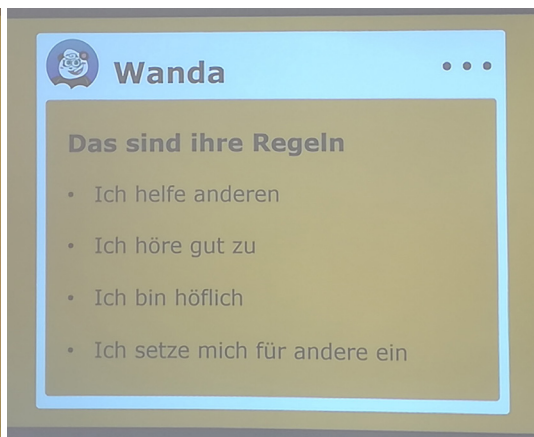 Wanda
Das sind ihre Regeln
• Ich helfe anderen
• Ich höre gut zu
• Ich bin höflich
• Ich setze mich für andere ein